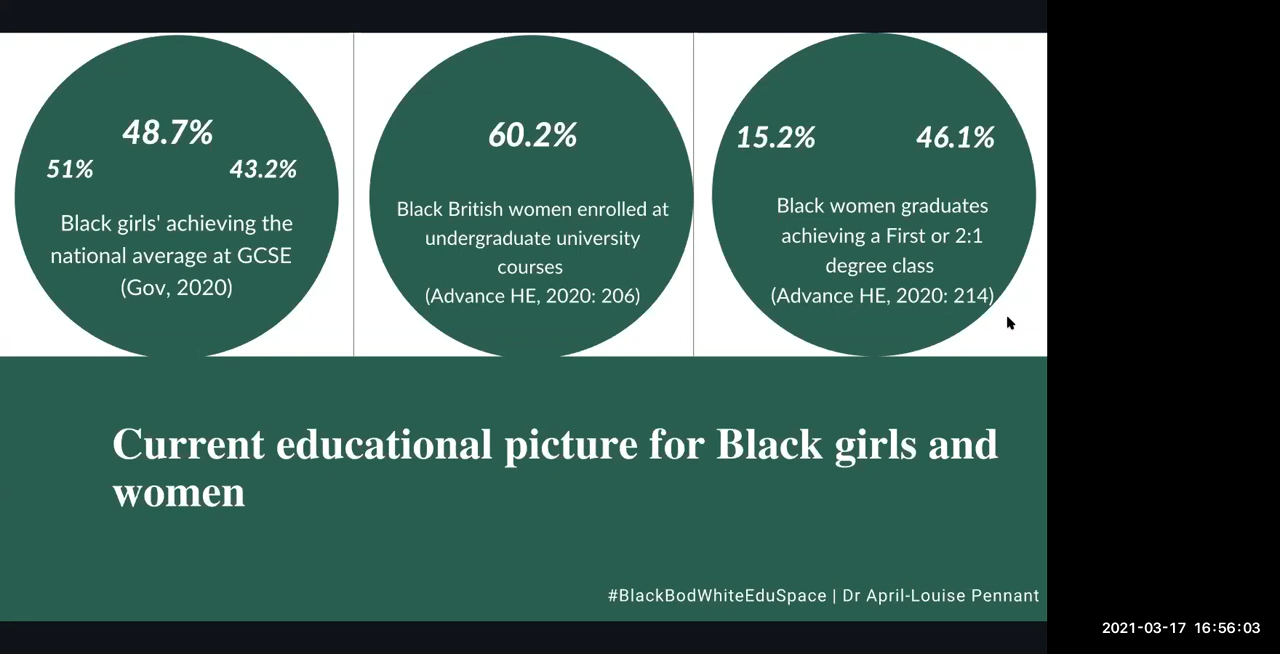 48.7%
51% 43.2%
Black girls' achieving the
national average at GCSE
(Gov, 2020)
60.2%
Black British women enrolled at
undergraduate university
courses
(Advance HE, 2020: 206)
15.2% 46.1%
Black women graduates
achieving a First or 2:1
degree class
(Advance HE, 2020: 214)
Current educational picture for Black girls and
women
#BlackBodWhiteEduSpace | Dr April-Louise Pennant
2021-03-17 16:56:03